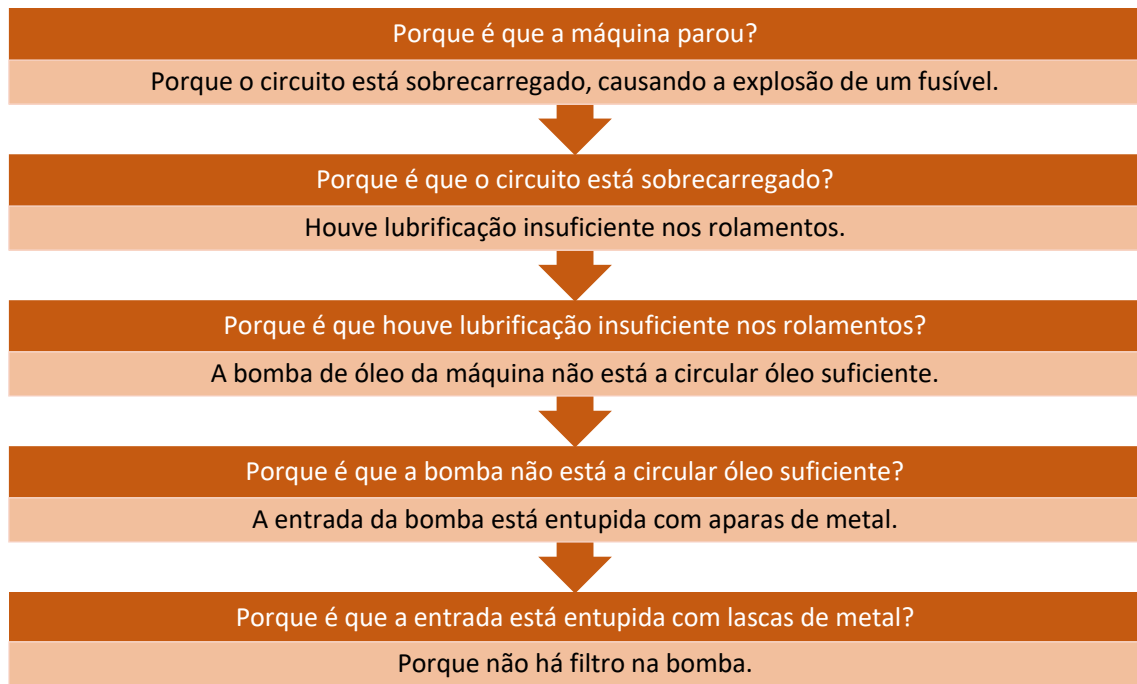 Porque é que a máquina parou?
Porque o circuito está sobrecarregado, causando a explosão de um fusível.
Porque é que o circuito está sobrecarregado?
Houve lubrificação insuficiente nos rolamentos.
Porque é que houve lubrificação insuficiente nos rolamentos?
A bomba de óleo da máquina não está a circular óleo suficiente.
Porque é que a bomba não está a circular óleo suficiente?
A entrada da bomba está entupida com aparas de metal.
Porque é que a entrada está entupida com lascas de metal?
Porque não há filtro na bomba.